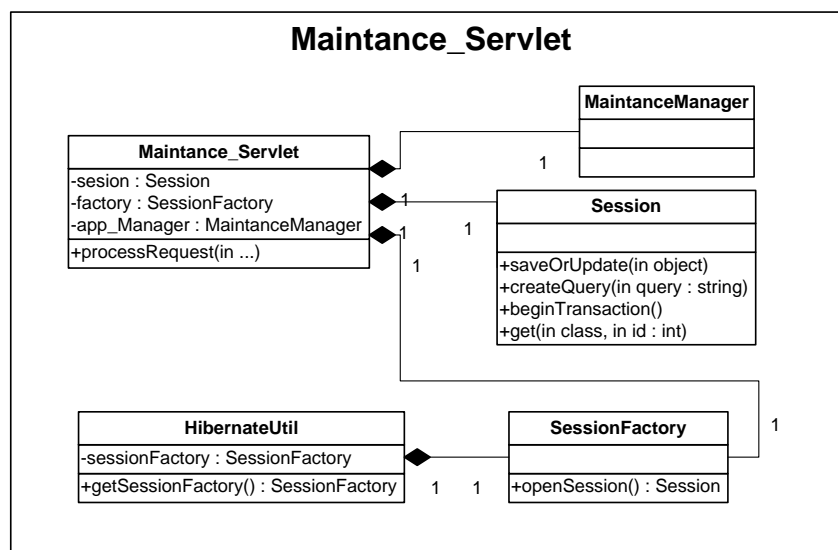 Maintance_Servlet
MaintanceManager
1
Maintance_Servlet
-sesion : Session
-factory : SessionFactory
-app_Manager : MaintanceManager
+processRequest(in ...)
1
1
1
1
Session
+saveOrUpdate(in object)
+createQuery(in query : string)
+beginTransaction()
+get(in class, in id : int)
1
HibernateUtil
-sessionFactory : SessionFactory
+getSessionFactory() : SessionFactory
1
1
SessionFactory
+openSession() : Session